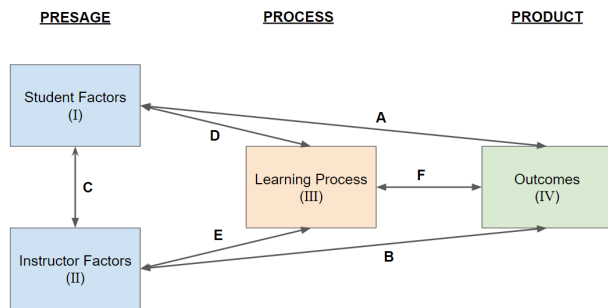 PRESAGE PROCESS PRODUCT
Student Factors
(I)
A
D
Learning Process
(III)
F
Outcomes
(IV)
C
E
B
Instructor Factors
(II)